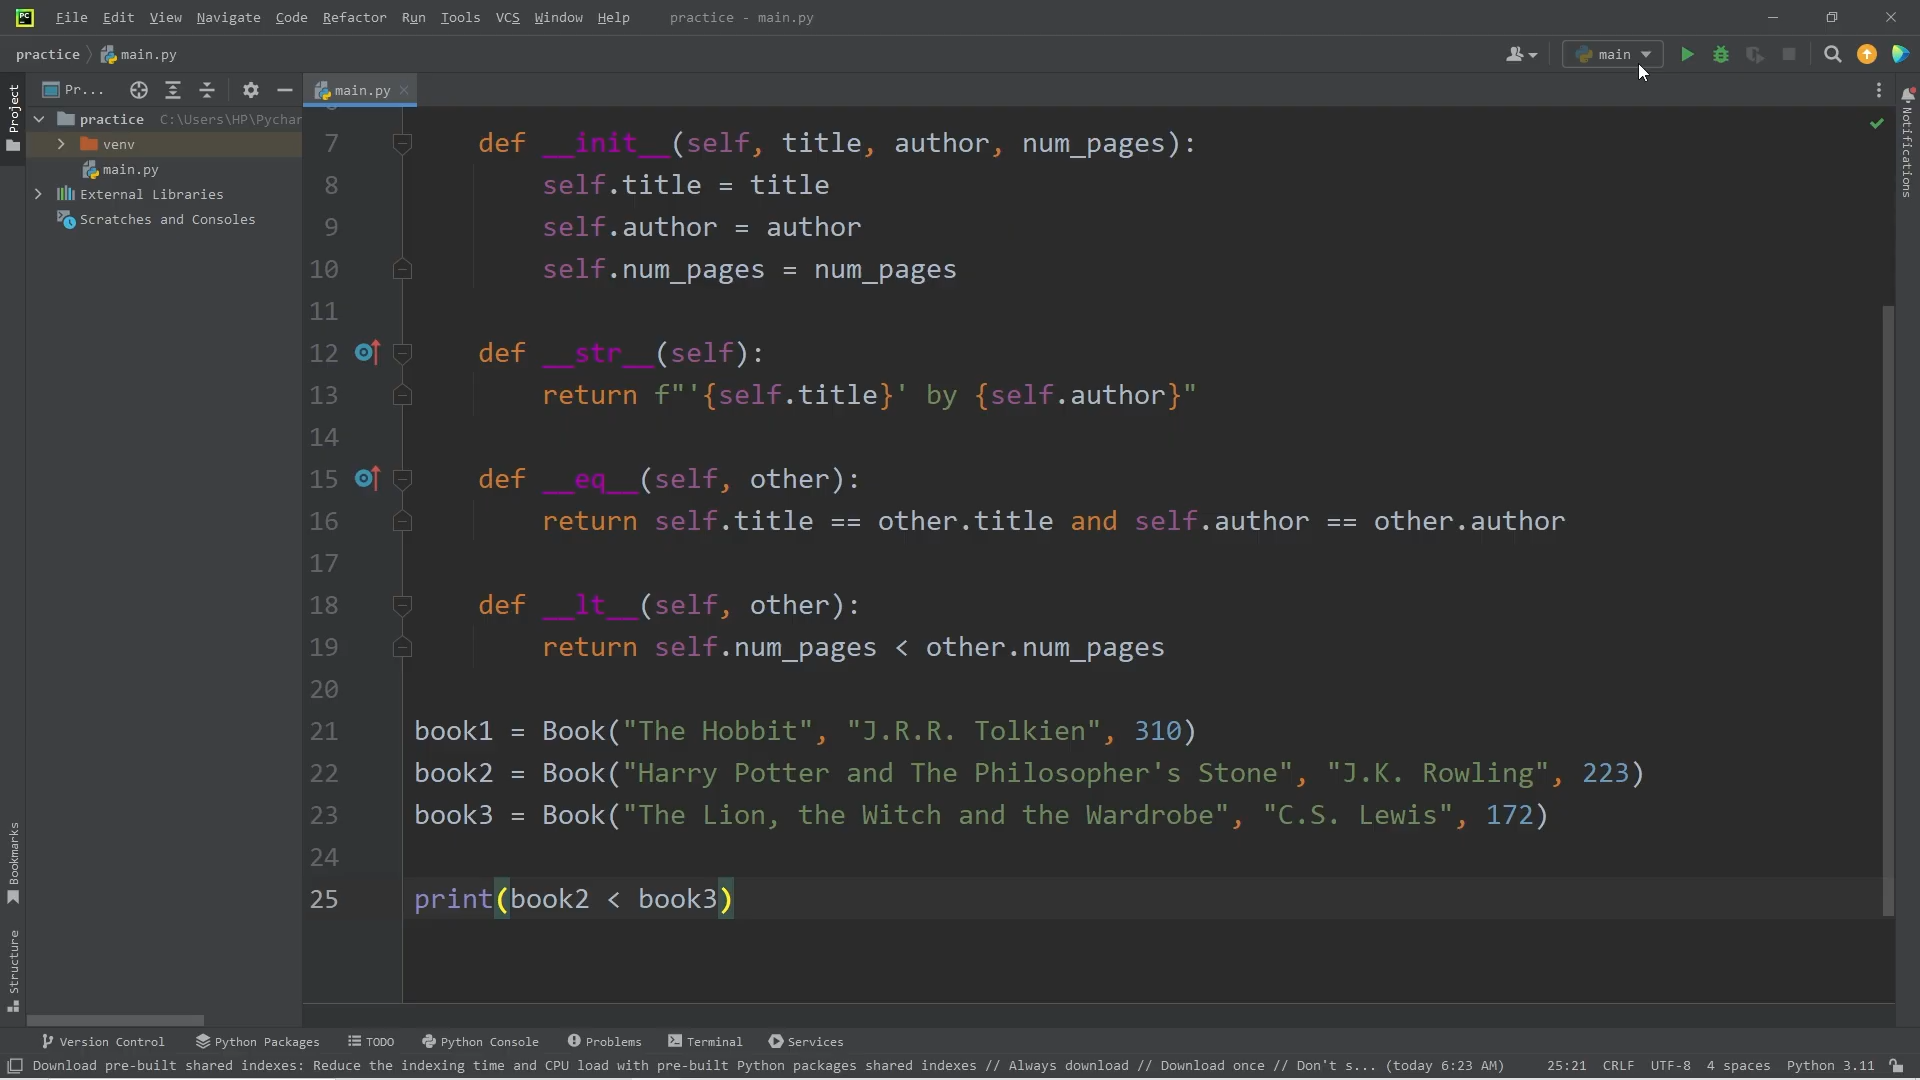 File Edit View Navigate Code Refactor Run Tools VCS Window Help practice - main.py
practice main.py main
Project
Pr... main.py
practice C:\Users\HP\Pychar
venv
main.py
External Libraries
Scratches and Consoles
7 def __init__(self, title, author, num_pages):
8 self.title = title
9 self.author = author
10 self.num_pages = num_pages
11
12 def __str__(self):
13 return f"'{self.title}' by {self.author}"
14
15 def __eq__(self, other):
16 return self.title == other.title and self.author == other.author
17
18 def __lt__(self, other):
19 return self.num_pages < other.num_pages
20
21 book1 = Book("The Hobbit", "J.R.R. Tolkien", 310)
22 book2 = Book("Harry Potter and The Philosopher's Stone", "J.K. Rowling", 223)
23 book3 = Book("The Lion, the Witch and the Wardrobe", "C.S. Lewis", 172)
24
25 print(book2 < book3)
Notifications
Bookmarks
Structure
Version Control Python Packages TODO Python Console Problems Terminal Services
Download pre-built shared indexes: Reduce the indexing time and CPU load with pre-built Python packages shared indexes // Always download // Download once // Don't s... (today 6:23 AM) 25:21 CRLF UTF-8 4 spaces Python 3.11